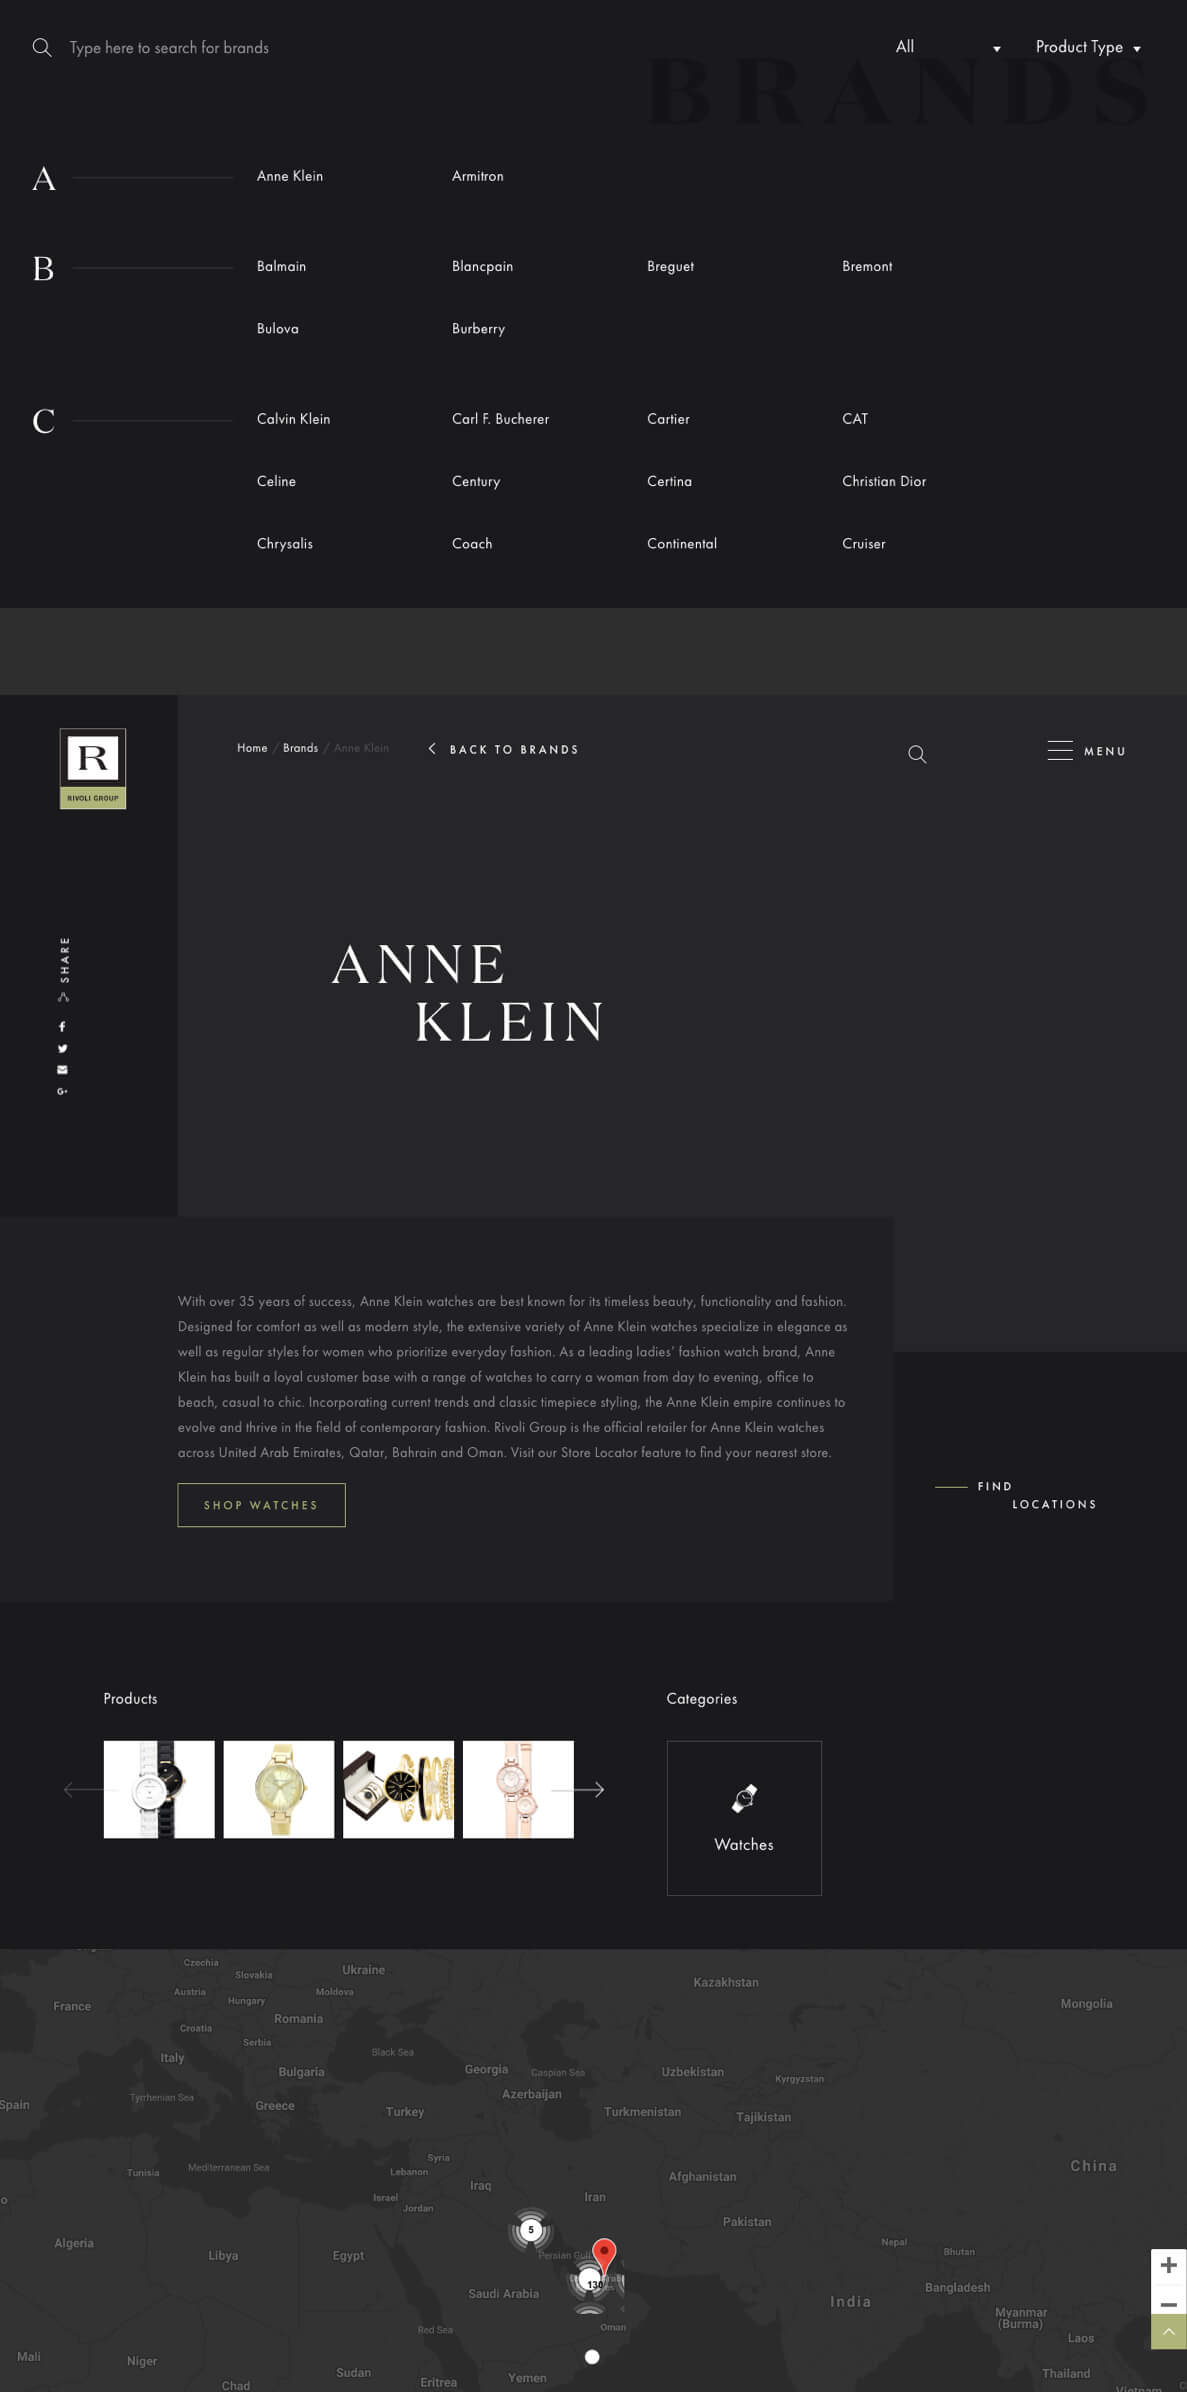 Type here to search for brands
All
Product Type
BRANDS
A
Anne Klein
Armitron
B
Balmain
Blancpain
Breguet
Bremont
Bulova
Burberry
C
Calvin Klein
Carl F. Bucherer
Cartier
CAT
Celine
Century
Certina
Christian Dior
Chrysalis
Coach
Continental
Cruiser
R
RIVOLI GROUP
Home / Brands / Anne Klein
BACK TO BRANDS
MENU
SHARE
ANNE
KLEIN
With over 35 years of success, Anne Klein watches are best known for its timeless beauty, functionality and fashion.
Designed for comfort as well as modern style, the extensive variety of Anne Klein watches specialize in elegance as
well as regular styles for women who prioritize everyday fashion. As a leading ladies’ fashion watch brand, Anne
Klein has built a loyal customer base with a range of watches to carry a woman from day to evening, office to
beach, casual to chic. Incorporating current trends and classic timepiece styling, the Anne Klein empire continues to
evolve and thrive in the field of contemporary fashion. Rivoli Group is the official retailer for Anne Klein watches
across United Arab Emirates, Qatar, Bahrain and Oman. Visit our Store Locator feature to find your nearest store.
SHOP WATCHES
FIND
LOCATIONS
Products
Categories
Watches
Czechia
Ukraine
Slovakia
Kazakhstan
Austria
Moldova
Hungary
France
Mongolia
Romania
Croatia
Serbia
Black Sea
Italy
Bulgaria
Georgia
Caspian Sea
Uzbekistan
Kyrgyzstan
Azerbaijan
Tyrrhenian Sea
Spain
Greece
Turkey
Turkmenistan
Tajikistan
Syria
China
Mediterranean Sea
Tunisia
Lebanon
Afghanistan
Iraq
Israel
Iran
Jordan
Pakistan
5
Algeria
Nepal
Libya
Egypt
Persian Gulf
Bhutan
130
Saudi Arabia
Bangladesh
India
Myanmar
(Burma)
Oman
Red Sea
Laos
Mali
Niger
Sudan
Thailand
Yemen
Eritrea
Chad
Vietnam